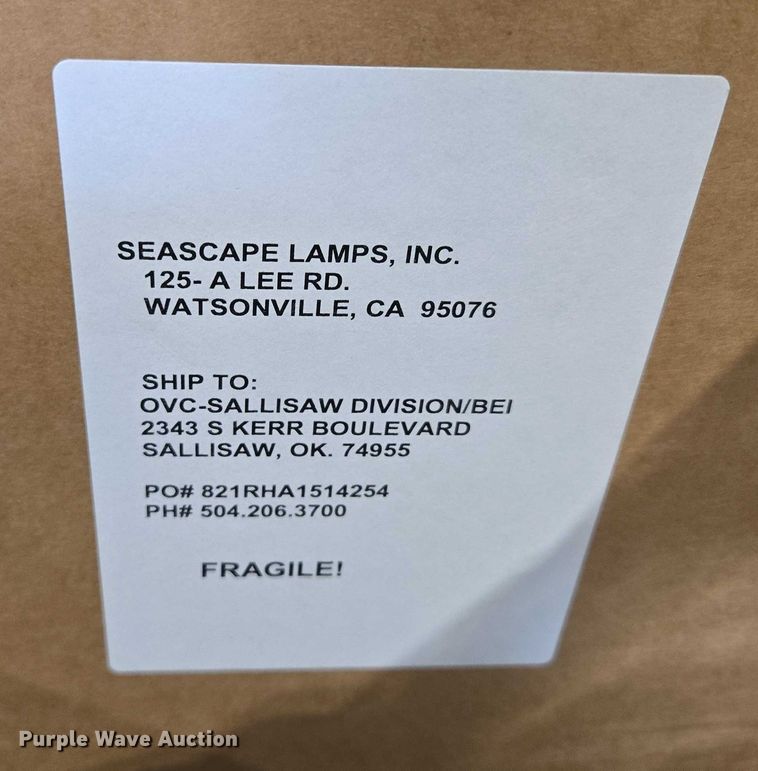 SEASCAPE LAMPS, INC.
125- A LEE RD.
WATSONVILLE, CA 95076
SHIP TO:
OVC-SALLISAW DIVISION/BEI
2343 S KERR BOULEVARD
SALLISAW, OK. 74955
PO# 821RHA1514254
PH# 504.206.3700
FRAGILE!
Purple Wave Auction